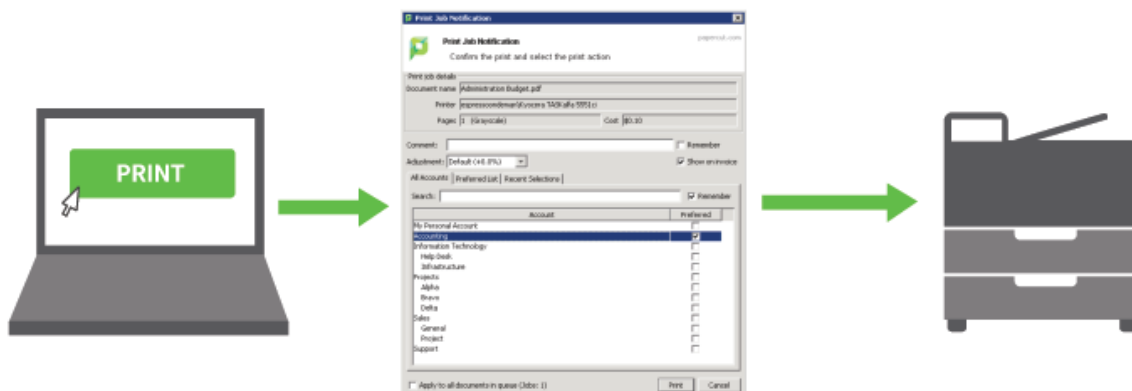 PRINT
Print Job Notification
Print Job Notification
papercut.com
Confirm the print and select the print action
Print job details
Document name Administration Budget.pdf
Printer
Pages 1 (Grayscale) Cost $0.10
Comment: Remember
Adjustment: Default (+0.0%) Show on invoice
All Accounts Preferred List Recent Selections
Search: Remember
Account Preferred
My Personal Account
Accounting
Information Technology
Help Desk
Infrastructure
Projects
Alpha
Bravo
Delta
Sales
General
Project
Support
Apply to all documents in queue (Jobs: 1) Print Cancel